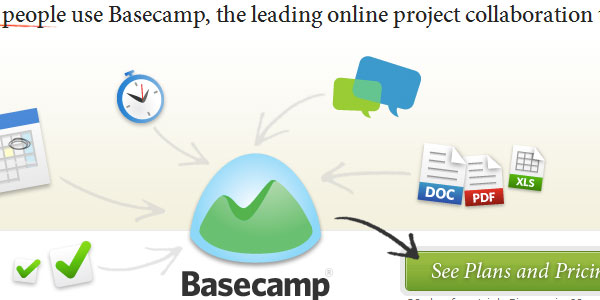 people use Basecamp, the leading online project collaboration
DOC
PDF
XLS
Basecamp®
See Plans and Pricin